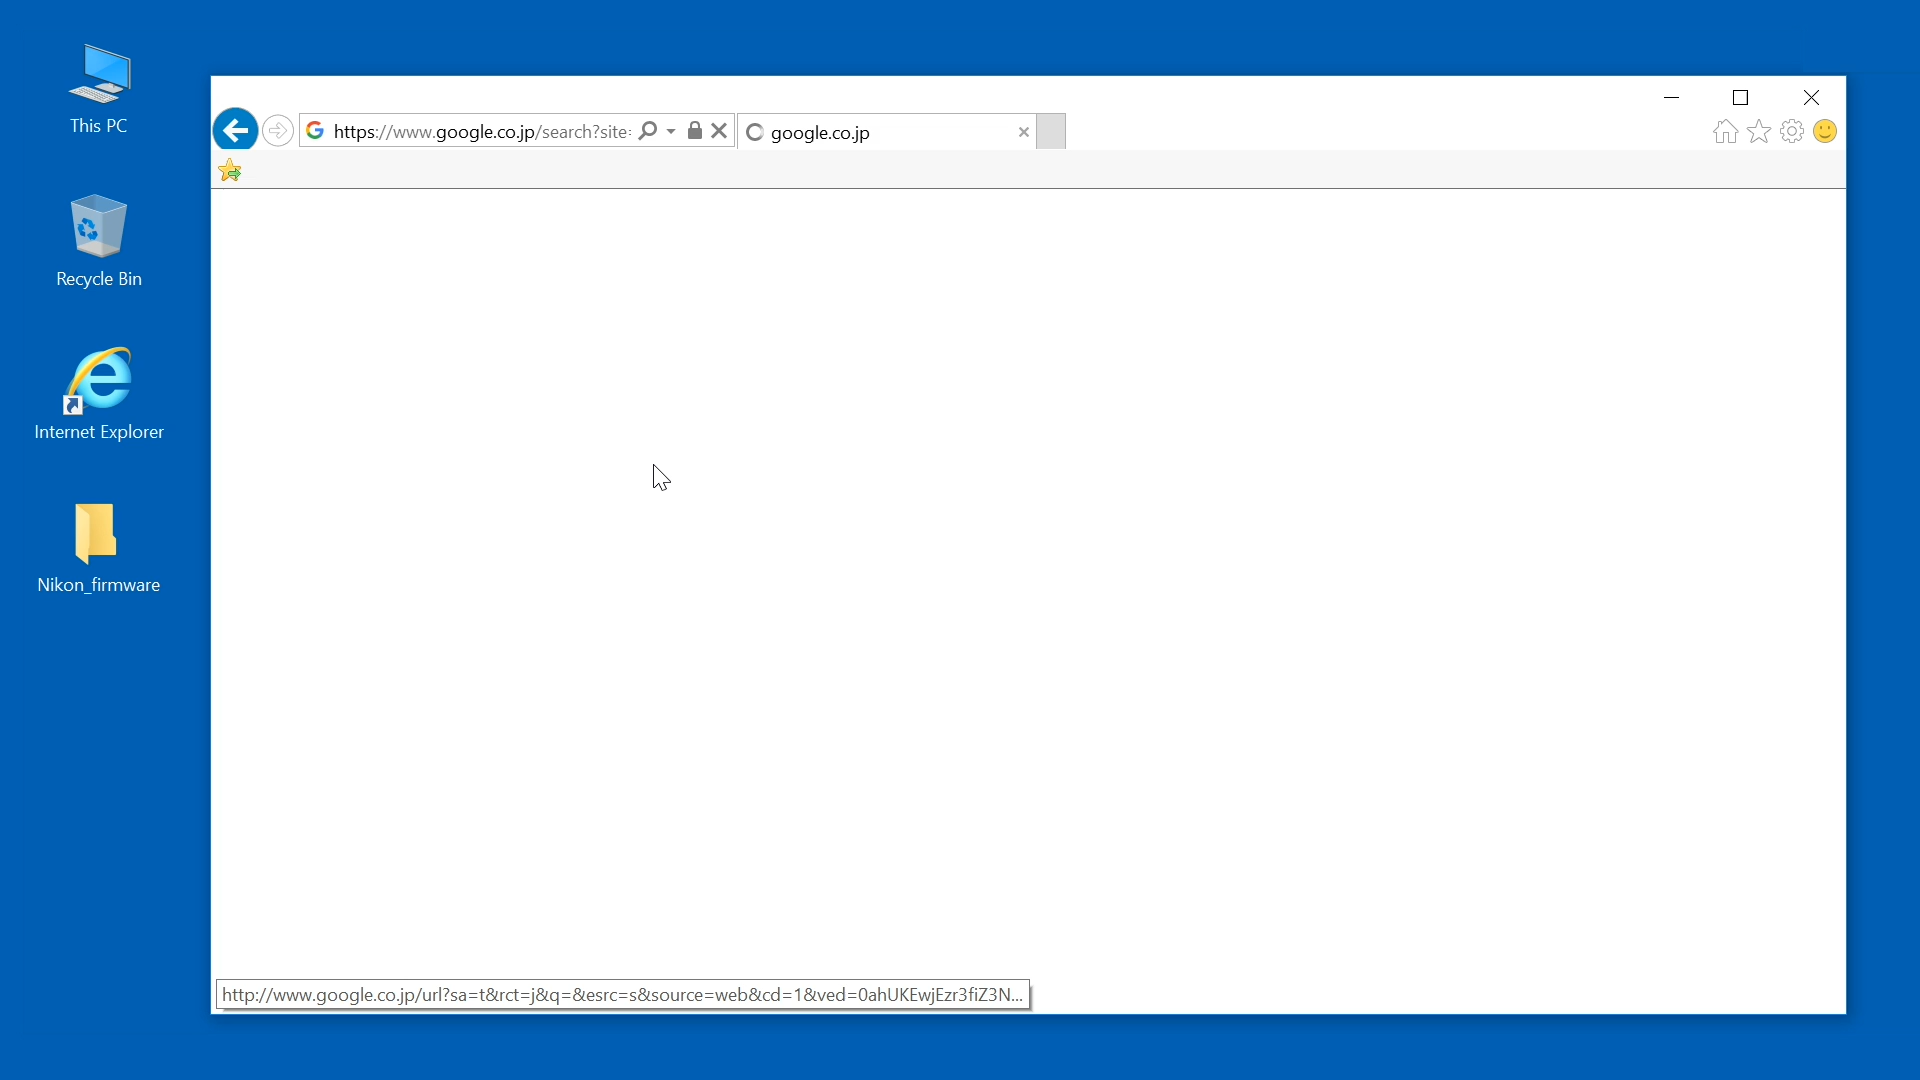 This PC
Recycle Bin
Internet Explorer
Nikon_firmware
https://www.google.co.jp/search?site:
google.co.jp
http://www.google.co.jp/url?sa=t&rct=j&q=&esrc=s&source=web&cd=1&ved=0ahUKEwjEzr3fiZ3N...